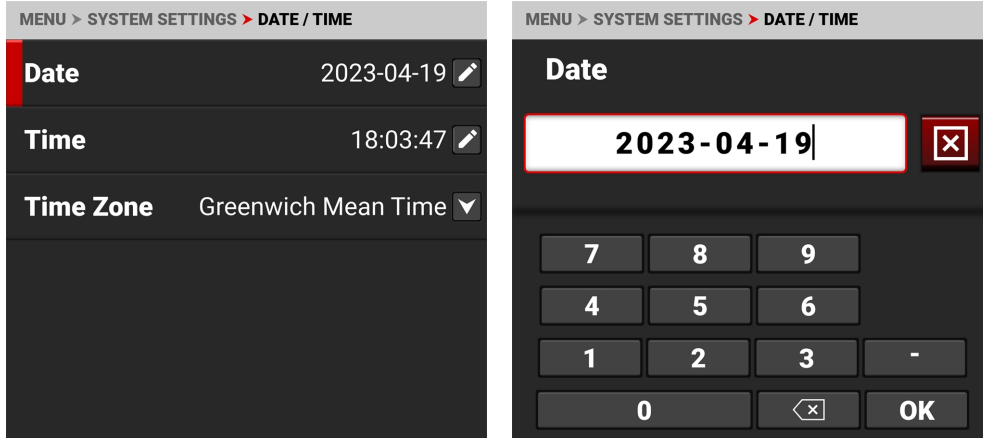 MENU > SYSTEM SETTINGS > DATE / TIME
Date 2023-04-19
Time 18:03:47
Time Zone Greenwich Mean Time
MENU > SYSTEM SETTINGS > DATE / TIME
Date
2023-04-19
7 8 9
4 5 6
1 2 3 -
0 OK